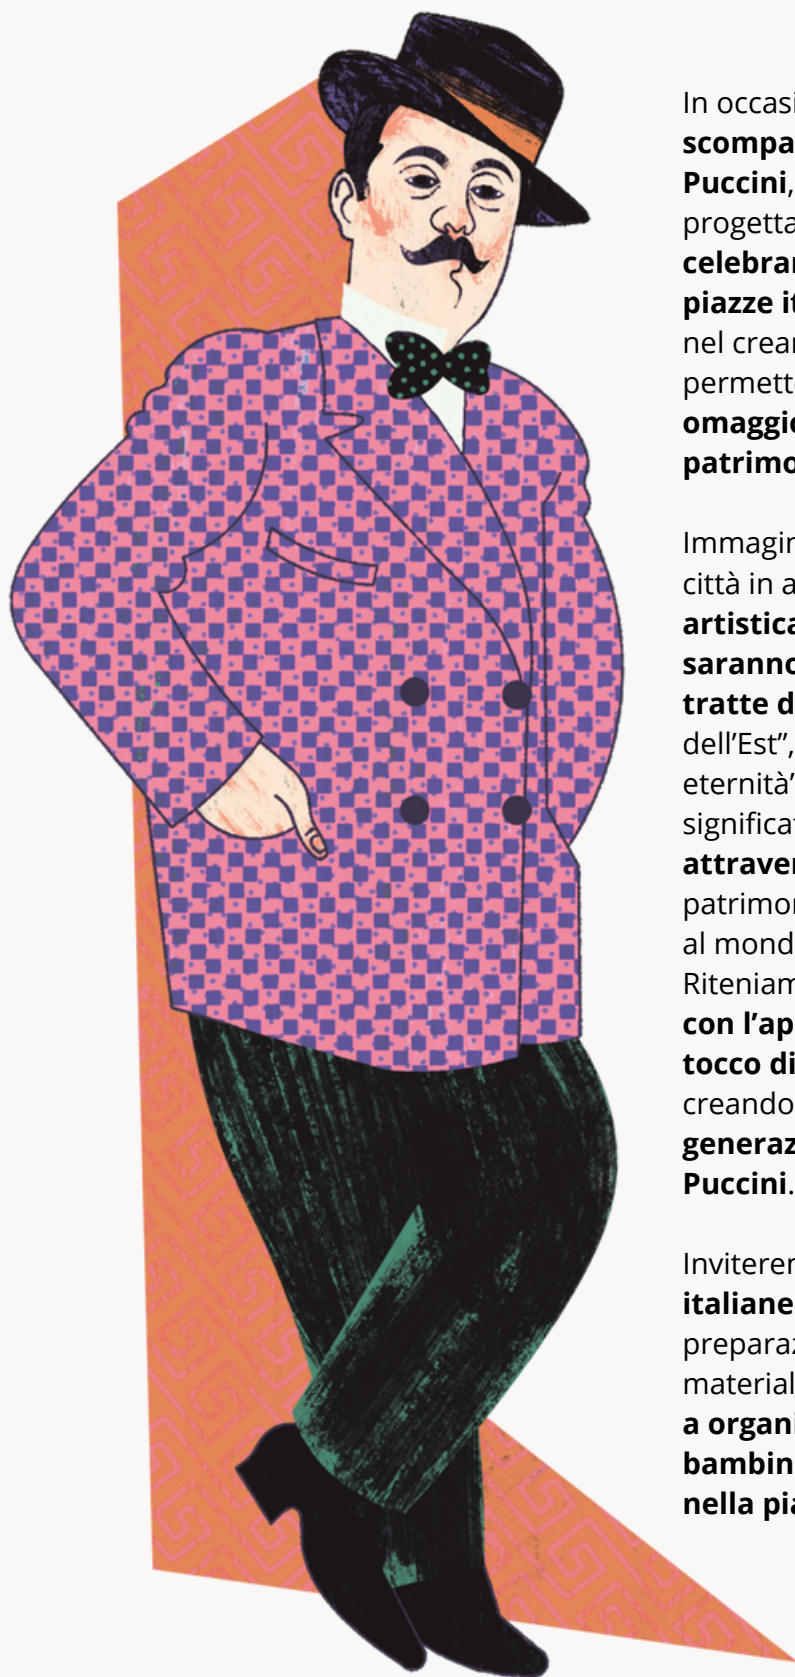 In occasi
scompa
Puccini,
progetta
celebrar
piazze it
nel crear
permett
omaggio
patrimo
Immagin
città in a
artistica
saranno
tratte d
dell’Est”,
eternità”
significat
attraver
patrimor
al mond
Riteniam
con l’ap
tocco di
creando
generaz
Puccini.
Inviterer
italiane
preparaz
material
a organi
bambin
nella pia